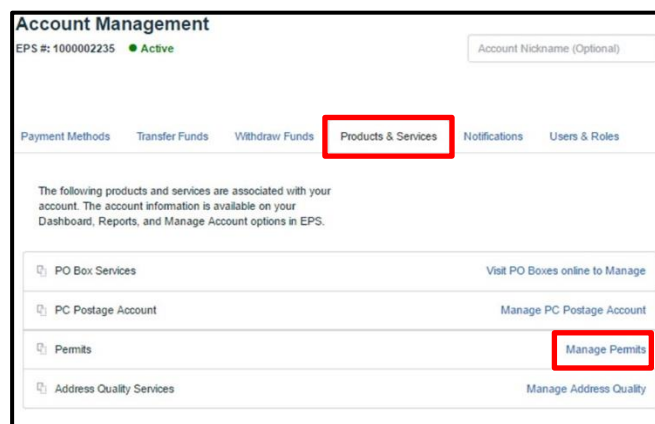 Account Management
EPS #: 1000002235 Active
Account Nickname (Optional)
Payment Methods Transfer Funds Withdraw Funds Products & Services Notifications Users & Roles
The following products and services are associated with your
account. The account information is available on your
Dashboard, Reports, and Manage Account options in EPS.
PO Box Services Visit PO Boxes online to Manage
PC Postage Account Manage PC Postage Account
Permits Manage Permits
Address Quality Services Manage Address Quality